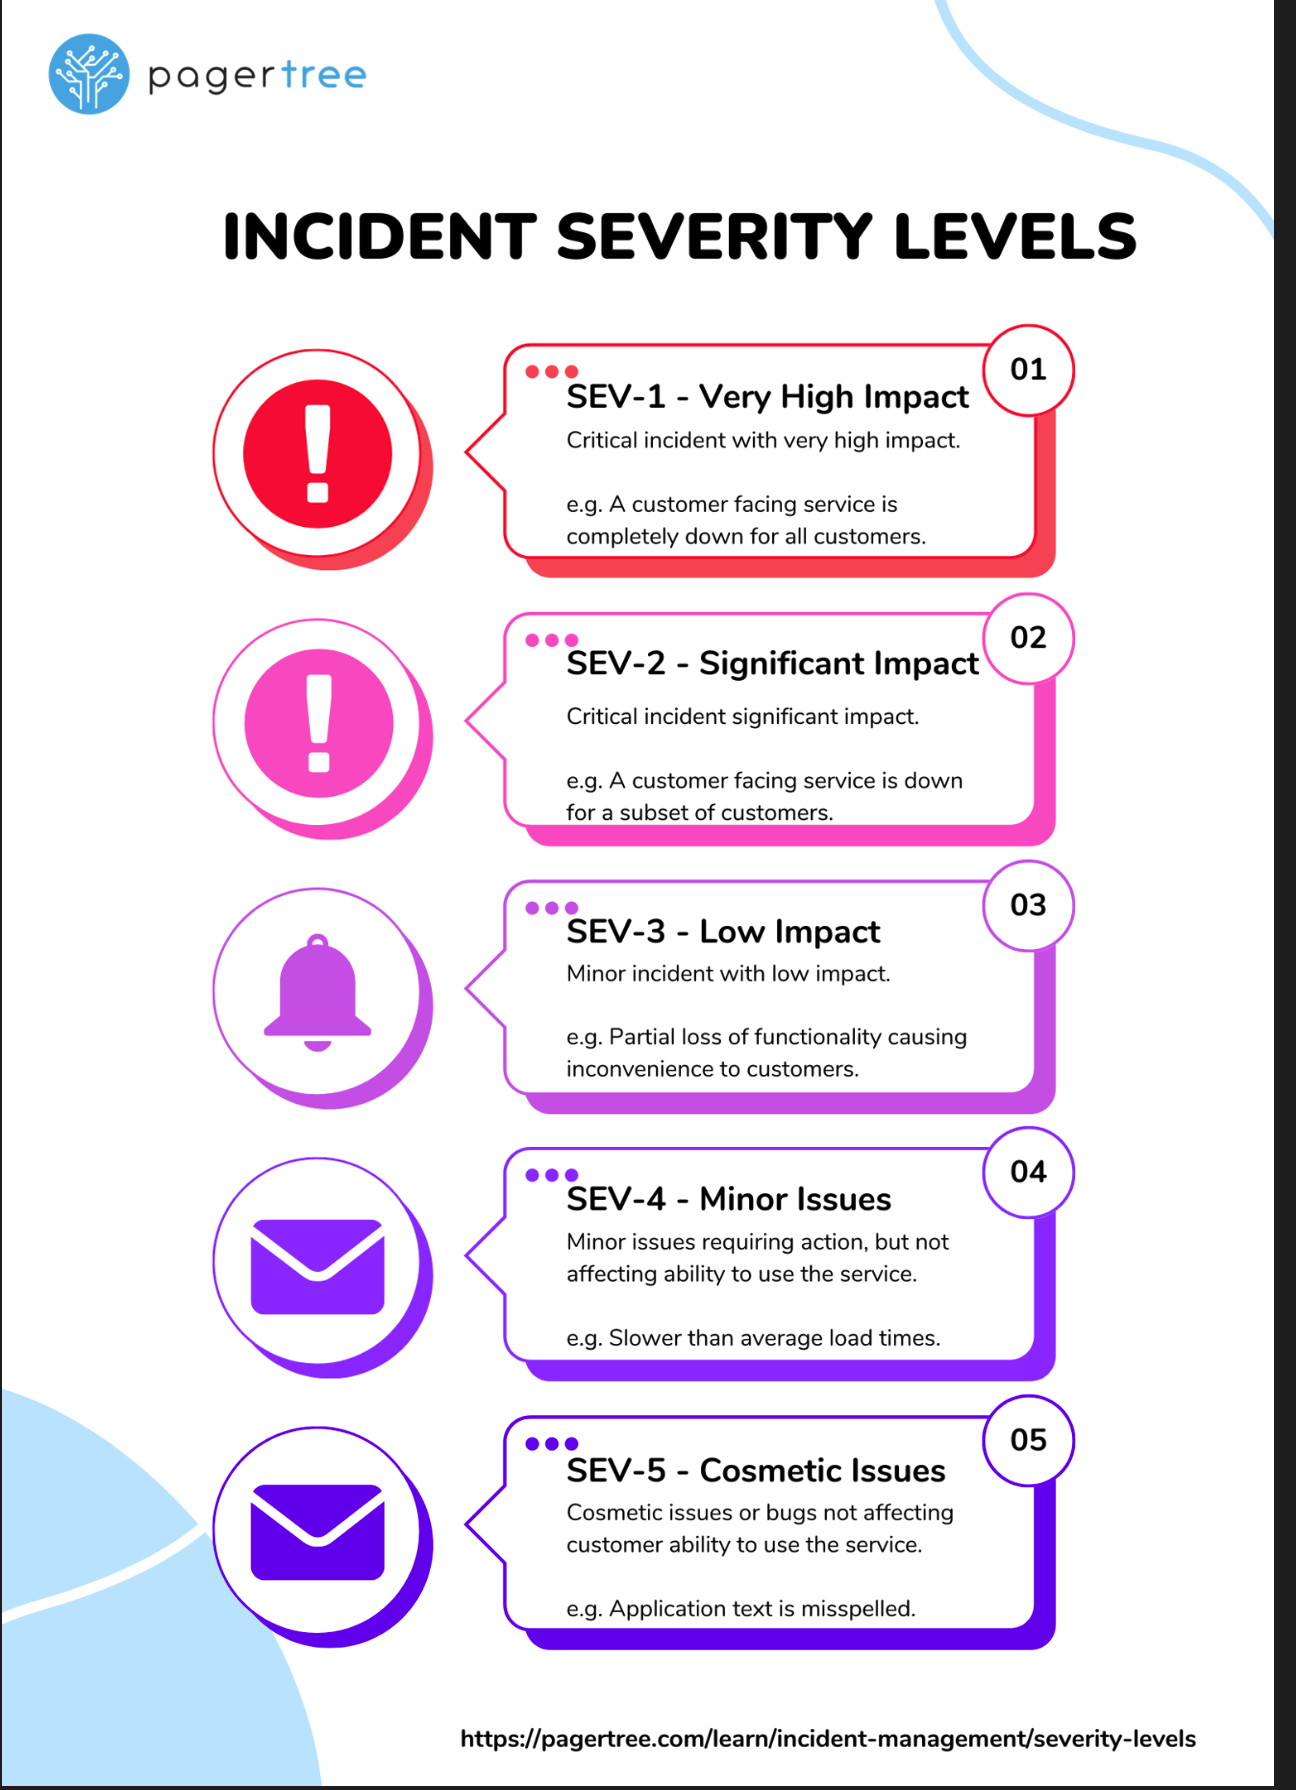 pagertree
INCIDENT SEVERITY LEVELS
01
SEV-1 - Very High Impact
Critical incident with very high impact.
e.g. A customer facing service is
completely down for all customers.
02
SEV-2 - Significant Impact
Critical incident significant impact.
e.g. A customer facing service is down
for a subset of customers.
03
SEV-3 - Low Impact
Minor incident with low impact.
e.g. Partial loss of functionality causing
inconvenience to customers.
04
SEV-4 - Minor Issues
Minor issues requiring action, but not
affecting ability to use the service.
e.g. Slower than average load times.
05
SEV-5 - Cosmetic Issues
Cosmetic issues or bugs not affecting
customer ability to use the service.
e.g. Application text is misspelled.
https://pagertree.com/learn/incident-management/severity-levels